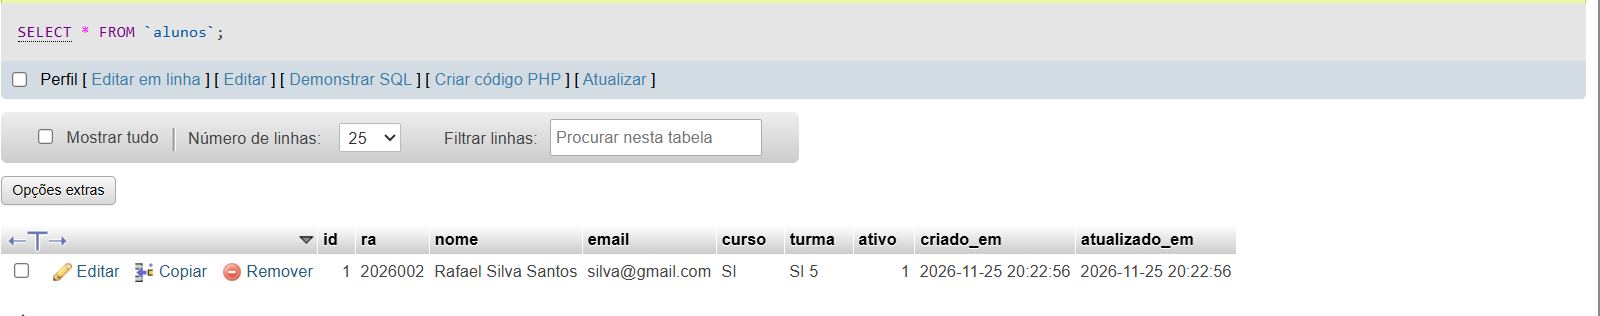 SELECT * FROM `alunos`;
Perfil [ Editar em linha ] [ Editar ] [ Demonstrar SQL ] [ Criar código PHP ] [ Atualizar ]
Mostrar tudo | Número de linhas: 25 Filtrar linhas: Procurar nesta tabela
Opções extras
←T→ id ra nome email curso turma ativo criado_em atualizado_em
Editar Copiar Remover 1 2026002 Rafael Silva Santos silva@gmail.com SI SI 5 1 2026-11-25 20:22:56 2026-11-25 20:22:56